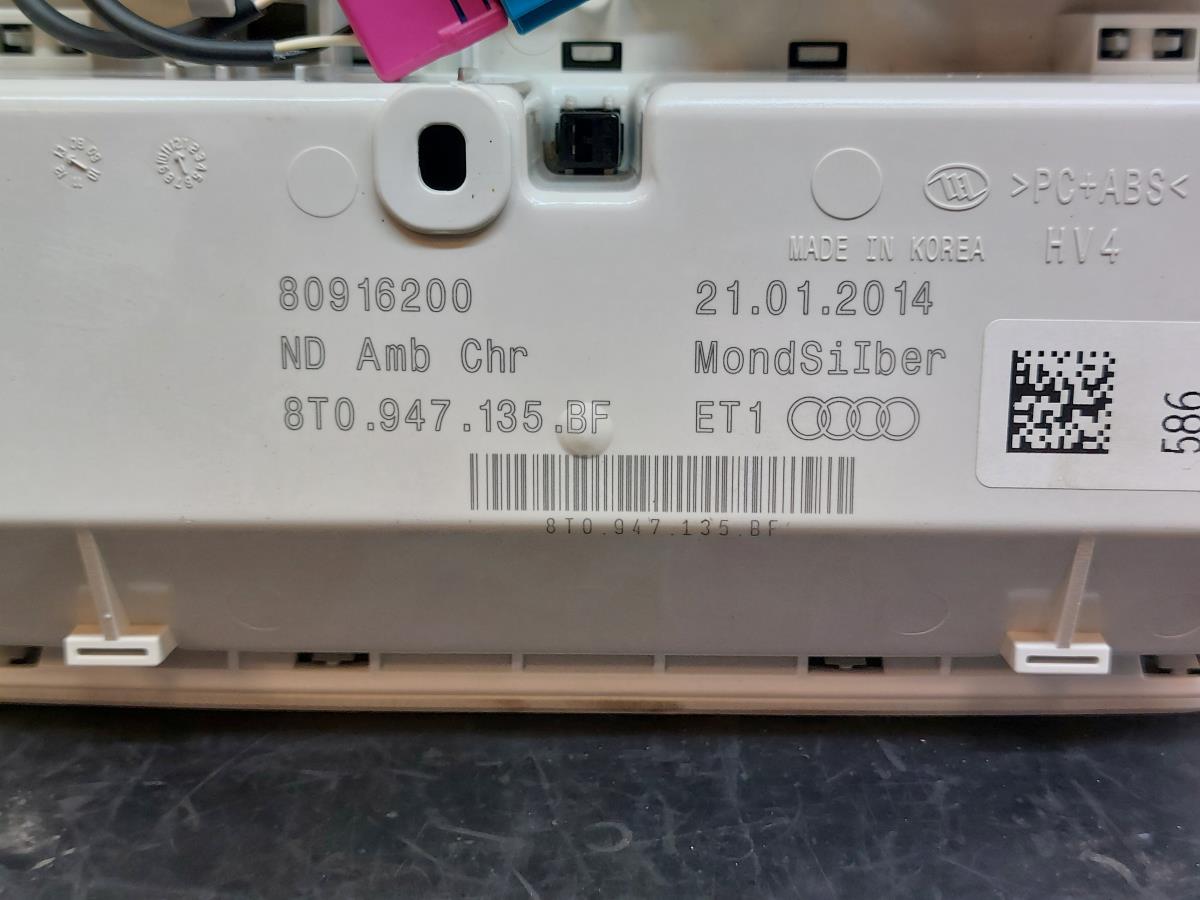 >PC+ABS<
MADE IN KOREA HV4
80916200 21.01.2014
ND Amb Chr MondSilber
8T0.947.135.BF ET1
586
8T0.947.135.BF